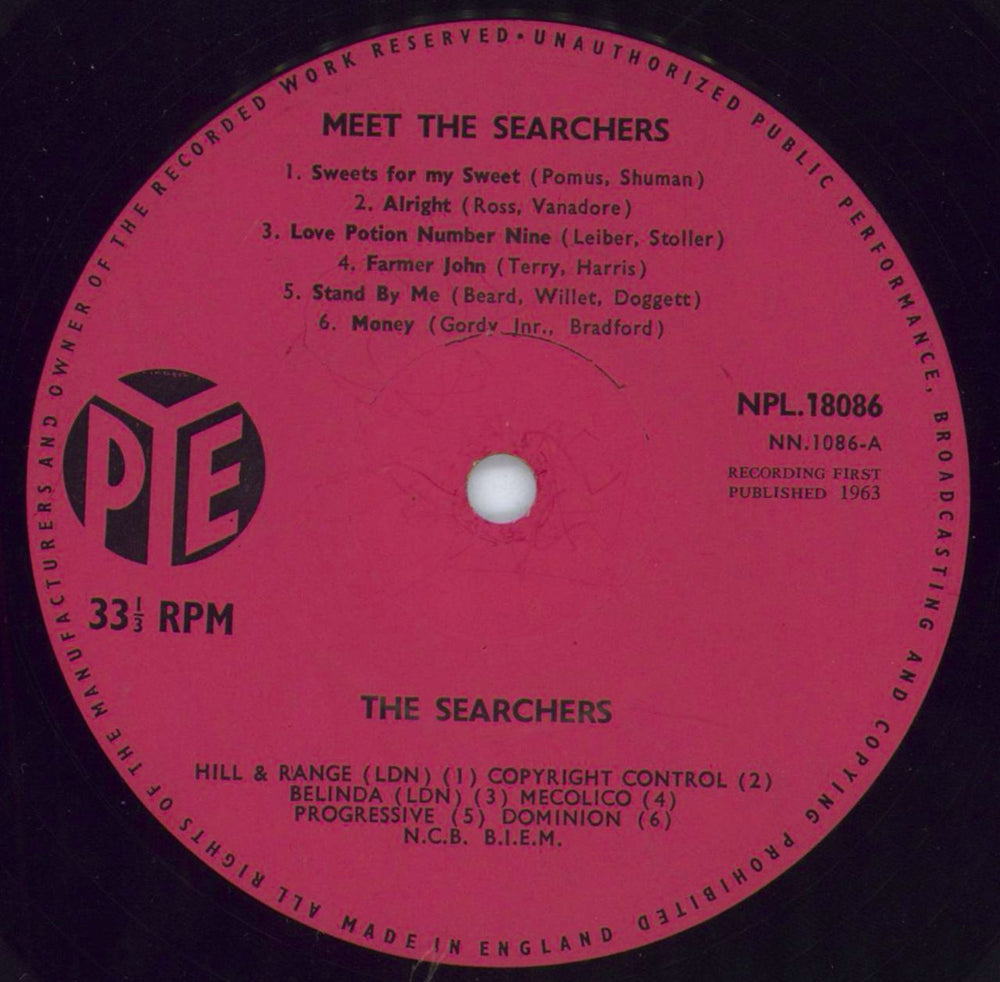 MANUFACTURERS AND OWNER OF THE RECORDED WORK RESERVED • UNAUTHORIZED PUBLIC PERFORMANCE, BROADCASTING AND COPYING PROHIBITED
MEET THE SEARCHERS
1. Sweets for my Sweet (Pomus, Shuman)
2. Alright (Ross, Vanadore)
3. Love Potion Number Nine (Leiber, Stoller)
4. Farmer John (Terry, Harris)
5. Stand By Me (Beard, Willet, Doggett)
6. Money (Gordy Jnr., Bradford)
PYE
NPL.18086
NN.1086-A
RECORDING FIRST
PUBLISHED 1963
33⅓ RPM
THE SEARCHERS
HILL & RANGE (LDN) (1) COPYRIGHT CONTROL (2)
BELINDA (LDN) (3) MECOLICO (4)
PROGRESSIVE (5) DOMINION (6)
N.C.B. B.I.E.M.
ALL RIGHTS OF THE
MADE IN ENGLAND